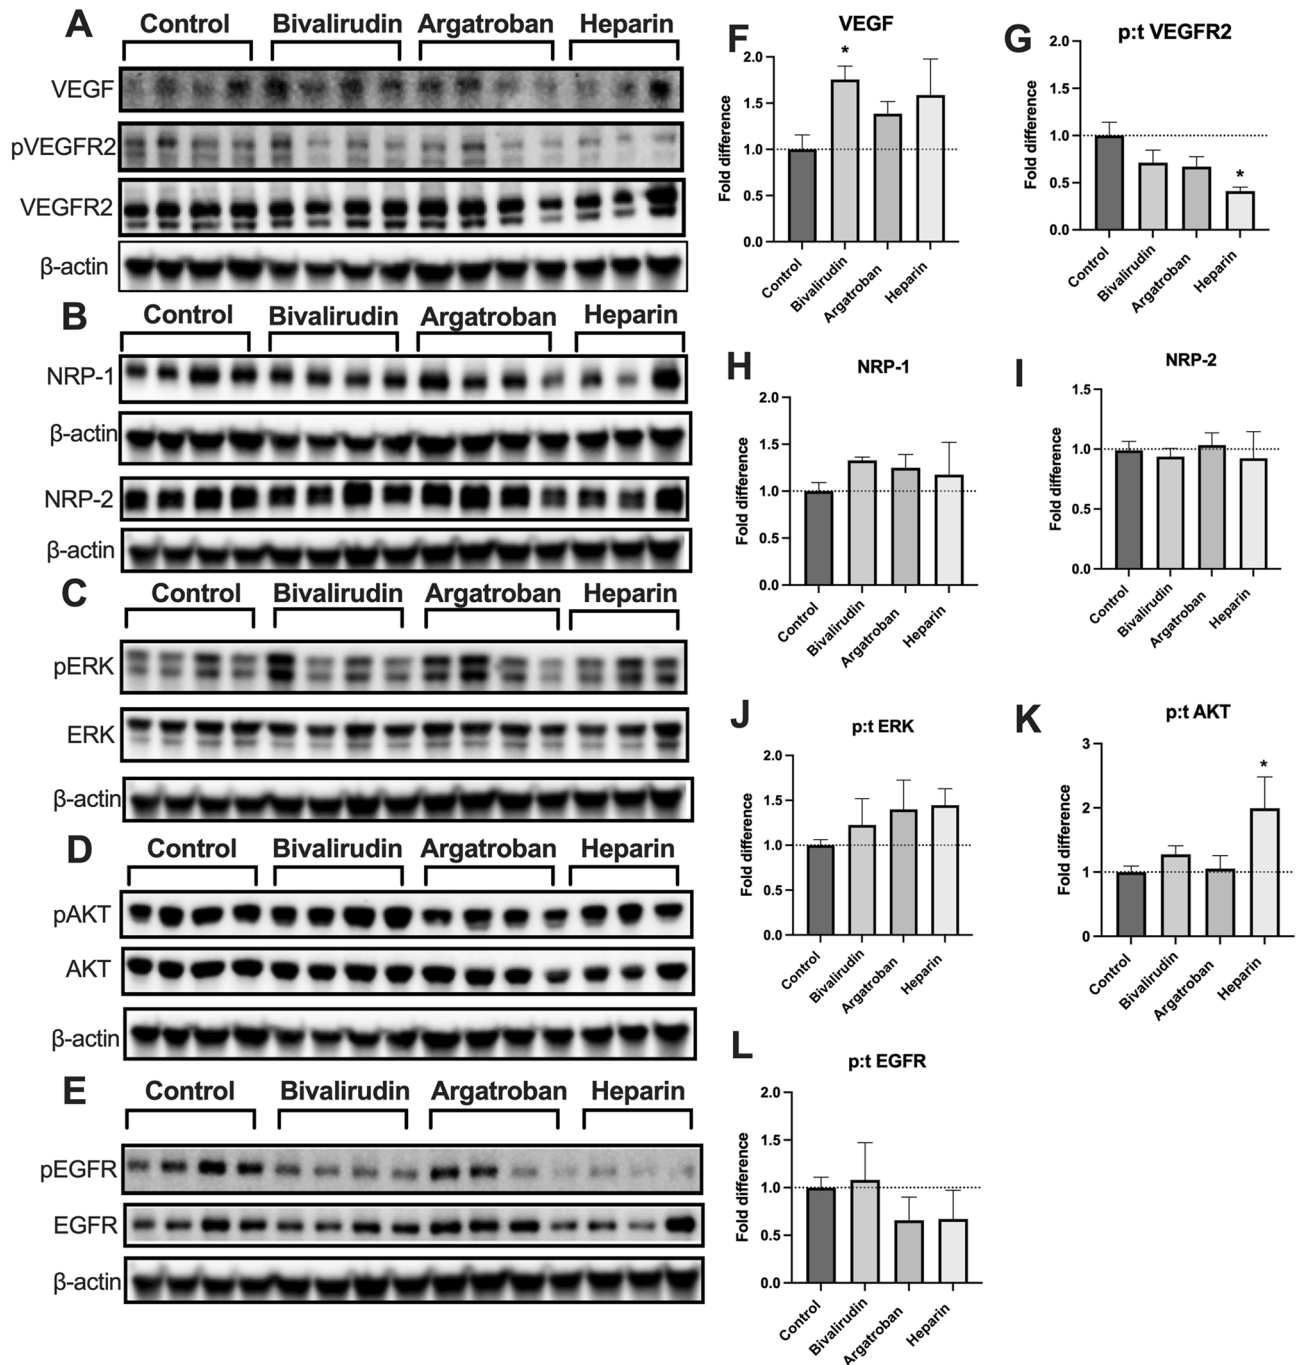 A
Control Bivalirudin Argatroban Heparin
VEGF
pVEGFR2
VEGFR2
β-actin
B
Control Bivalirudin Argatroban Heparin
NRP-1
β-actin
NRP-2
β-actin
C
Control Bivalirudin Argatroban Heparin
pERK
ERK
β-actin
D
Control Bivalirudin Argatroban Heparin
pAKT
AKT
β-actin
E
Control Bivalirudin Argatroban Heparin
pEGFR
EGFR
β-actin
F
VEGF
Fold difference
2.0
1.5
1.0
0.5
0.0
*
Control Bivalirudin Argatroban Heparin
G
p:t VEGFR2
Fold difference
2.0
1.5
1.0
0.5
0.0
*
Control Bivalirudin Argatroban Heparin
H
NRP-1
Fold difference
2.0
1.5
1.0
0.5
0.0
Control Bivalirudin Argatroban Heparin
I
NRP-2
Fold difference
1.5
1.0
0.5
0.0
Control Bivalirudin Argatroban Heparin
J
p:t ERK
Fold difference
2.0
1.5
1.0
0.5
0.0
Control Bivalirudin Argatroban Heparin
K
p:t AKT
Fold difference
3
2
1
0
*
Control Bivalirudin Argatroban Heparin
L
p:t EGFR
Fold difference
2.0
1.5
1.0
0.5
0.0
Control Bivalirudin Argatroban Heparin